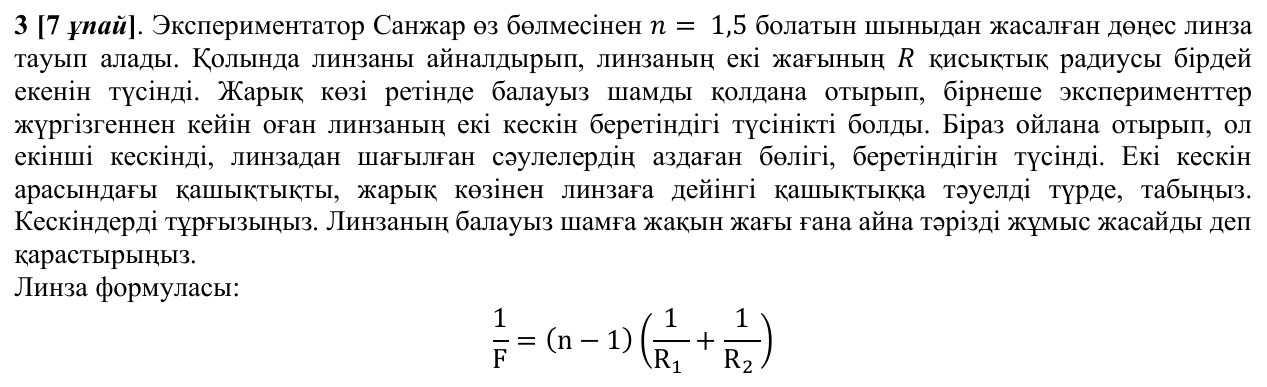 3 [7 ұпай]. Экспериментатор Санжар өз бөлмесінен n = 1,5 болатын шыныдан жасалған дөңес линза
тауып алады. Қолында линзаны айналдырып, линзаның екі жағының R қисықтық радиусы бірдей
екенін түсінді. Жарық көзі ретінде балауыз шамды қолдана отырып, бірнеше эксперименттер
жүргізгеннен кейін оған линзаның екі кескін беретіндігі түсінікті болды. Біраз ойлана отырып, ол
екінші кескінді, линзадан шағылған сәулелердің аздаған бөлігі, беретіндігін түсінді. Екі кескін
арасындағы қашықтықты, жарық көзінен линзаға дейінгі қашықтыққа тәуелді түрде, табыңыз.
Кескіндерді тұрғызыңыз. Линзаның балауыз шамға жақын жағы ғана айна тәрізді жұмыс жасайды деп
қарастырыңыз.
Линза формуласы:
1/F = (n − 1) (1/R₁ + 1/R₂)